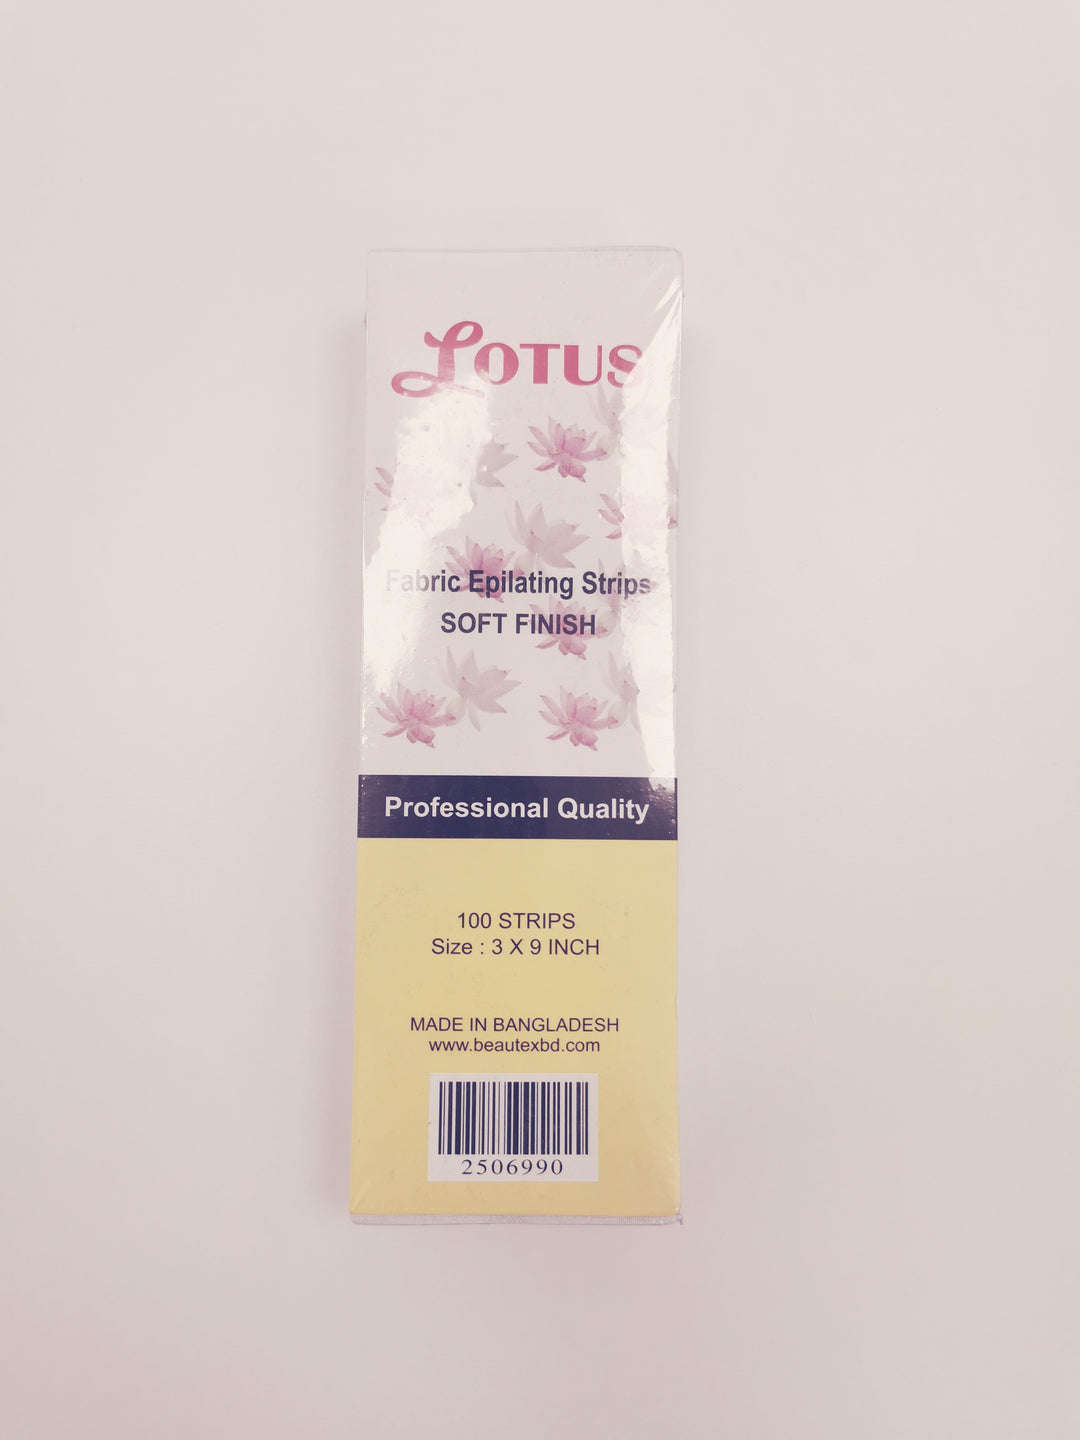 LOTUS
Fabric Epilating Strips
SOFT FINISH
Professional Quality
100 STRIPS
Size : 3 X 9 INCH
MADE IN BANGLADESH
www.beautexbd.com
2506990